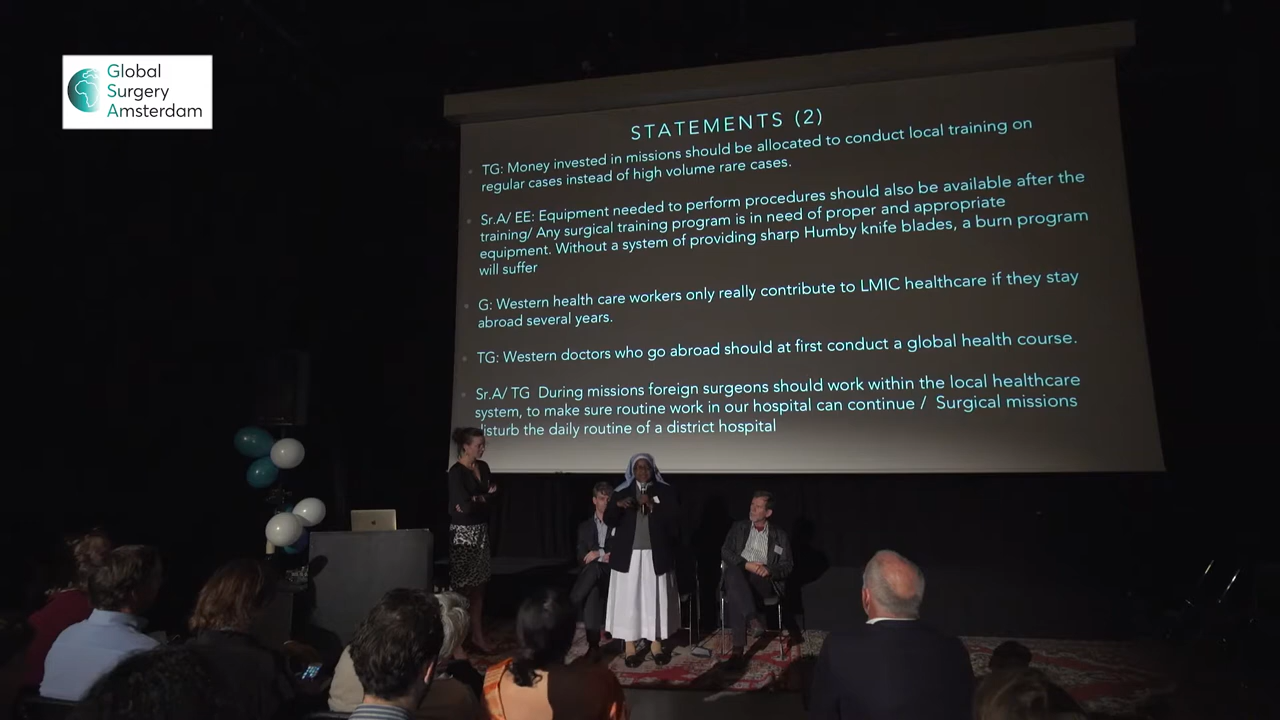 Global
Surgery
Amsterdam
STATEMENTS (2)
TG: Money invested in missions should be allocated to conduct local training on
regular cases instead of high volume rare cases.
Sr.A/ EE: Equipment needed to perform procedures should also be available after the
training/ Any surgical training program is in need of proper and appropriate
equipment. Without a system of providing sharp Humby knife blades, a burn program
will suffer
G: Western health care workers only really contribute to LMIC healthcare if they stay
abroad several years.
TG: Western doctors who go abroad should at first conduct a global health course.
Sr.A/ TG During missions foreign surgeons should work within the local healthcare
system, to make sure routine work in our hospital can continue / Surgical missions
disturb the daily routine of a district hospital